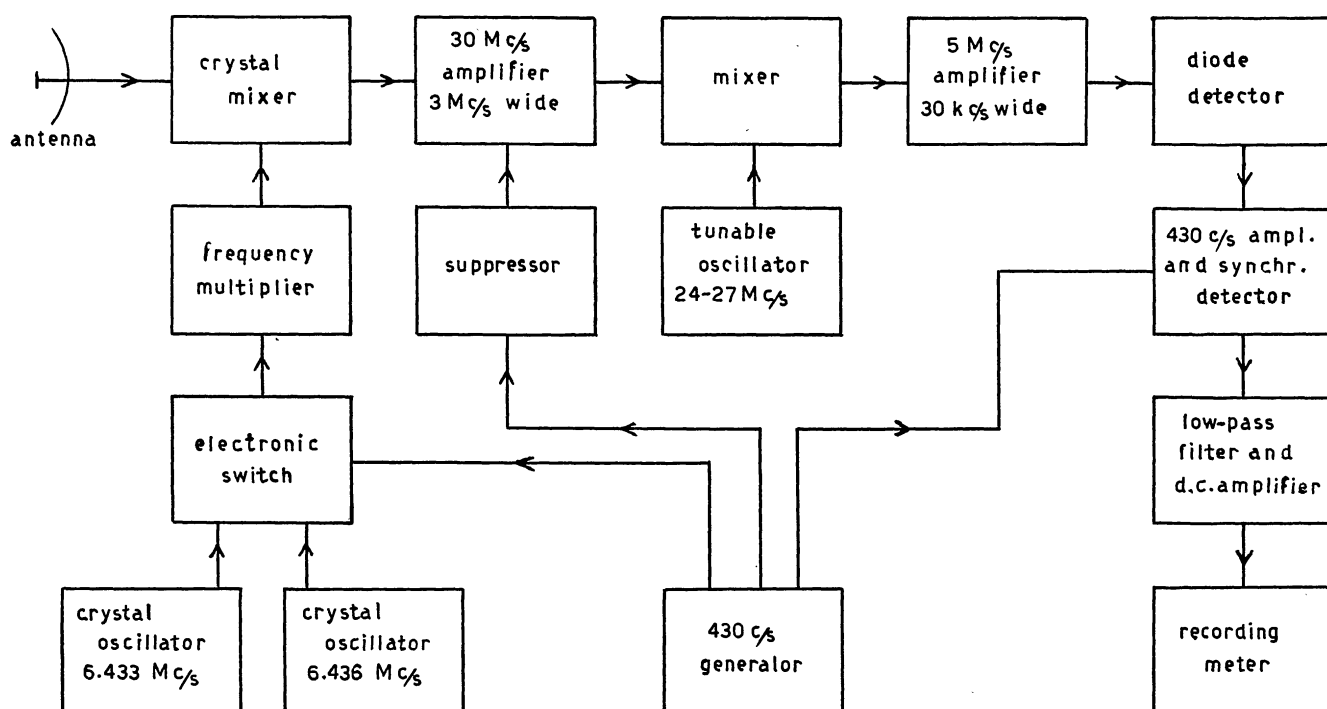 antenna
crystal
mixer
30 Mc/s
amplifier
3 Mc/s wide
mixer
5 Mc/s
amplifier
30 kc/s wide
diode
detector
frequency
multiplier
suppressor
tunable
oscillator
24-27 Mc/s
430 c/s ampl.
and synchr.
detector
electronic
switch
low-pass
filter and
d.c. amplifier
crystal
oscillator
6.433 Mc/s
crystal
oscillator
6.436 Mc/s
430 c/s
generalor
recording
meter